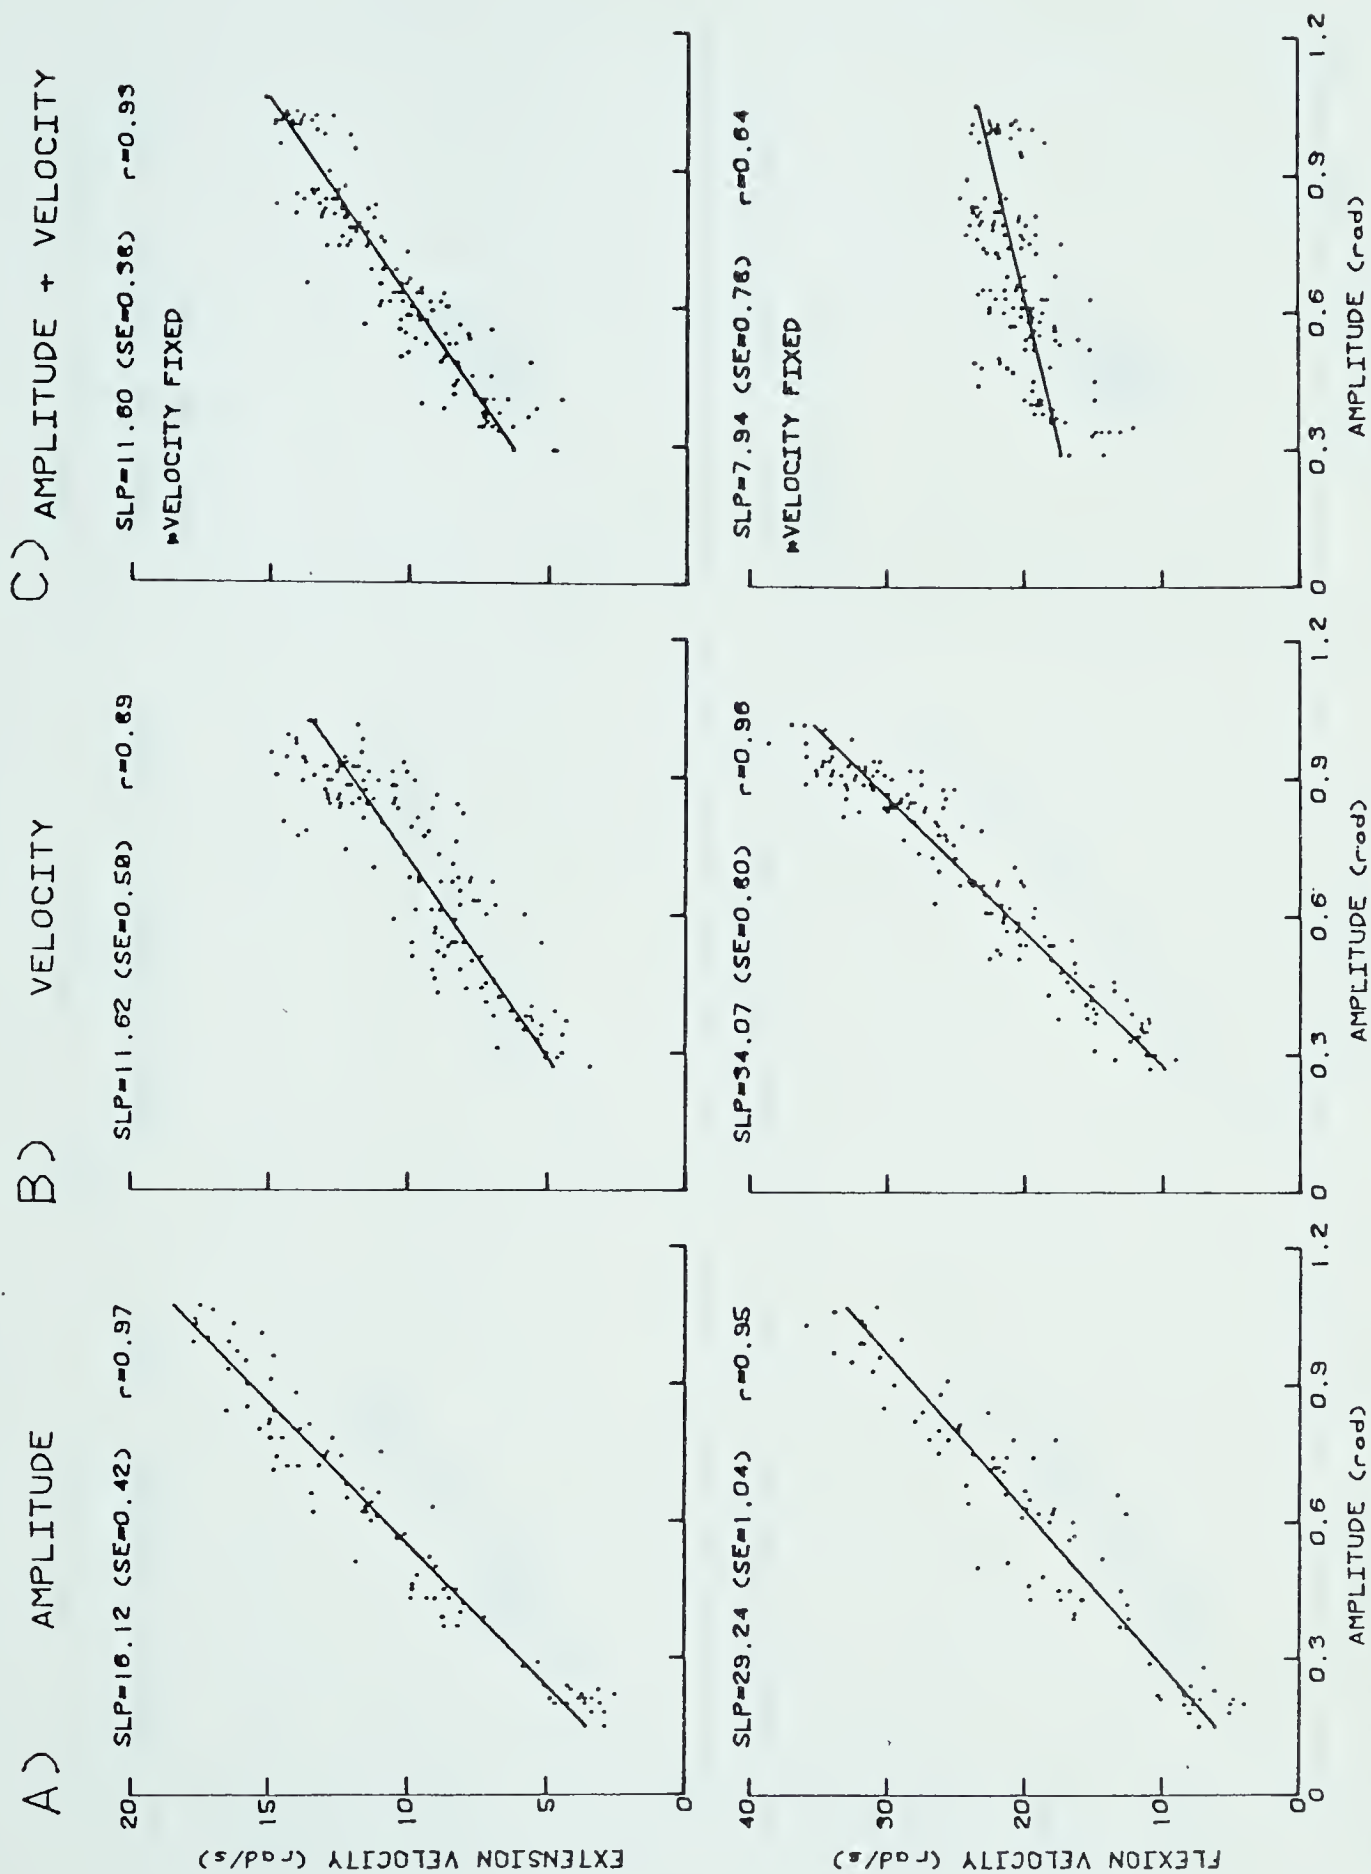 A) AMPLITUDE
B) VELOCITY
C) AMPLITUDE + VELOCITY
SLP=16.12 (SE=0.42) r=0.97
SLP=11.62 (SE=0.50) r=0.89
SLP=11.60 (SE=0.38) r=0.93
*VELOCITY FIXED
EXTENSION VELOCITY (rad/s)
20
15
10
5
0
SLP=29.24 (SE=1.04) r=0.95
SLP=34.07 (SE=0.80) r=0.96
SLP=7.94 (SE=0.78) r=0.64
*VELOCITY FIXED
FLEXION VELOCITY (rad/s)
40
30
20
10
0
0 0.3 0.6 0.9 1.2
0 0.3 0.6 0.9 1.2
0 0.3 0.6 0.9 1.2
AMPLITUDE (rad)
AMPLITUDE (rad)
AMPLITUDE (rad)